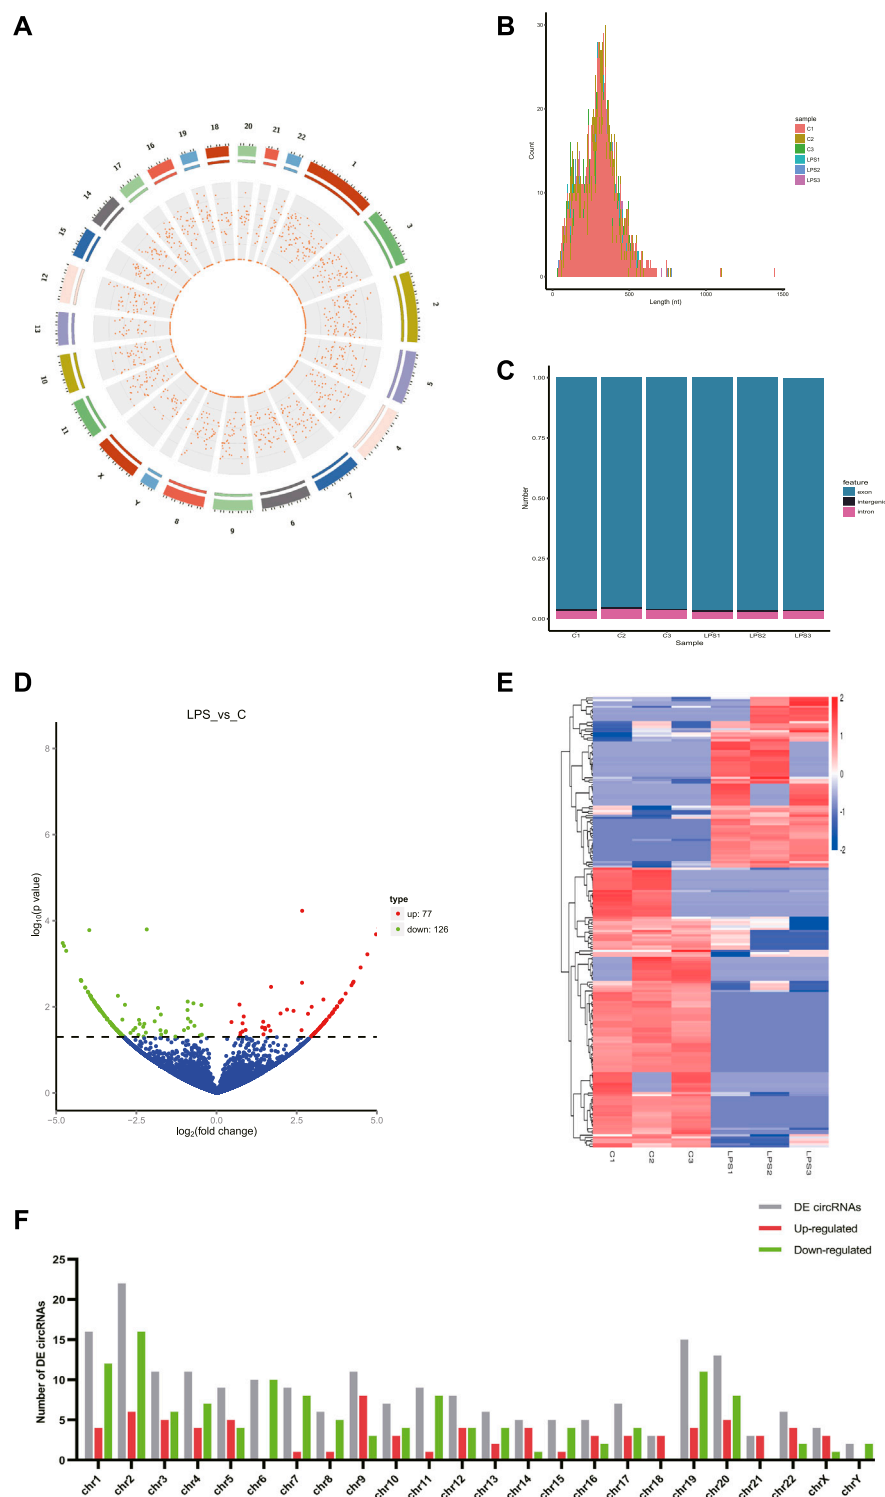 A
20
21
22
1
3
2
5
4
7
6
9
8
Y
X
11
10
13
12
15
14
17
16
19
18
B
30
20
10
0
Count
0
500
1000
1500
Length (nt)
sample
C1
C2
C3
LPS1
LPS2
LPS3
C
1.00
0.75
0.50
0.25
0.00
Number
C1
C2
C3
LPS1
LPS2
LPS3
Sample
feature
exon
intergenic
intron
D
LPS_vs_C
8
6
4
2
0
log10(p value)
−5.0
−2.5
0.0
2.5
5.0
log2(fold change)
type
up: 77
down: 126
E
2
1
0
-1
-2
C1
C2
C3
LPS1
LPS2
LPS3
F
DE circRNAs
Up-regulated
Down-regulated
25
20
15
10
5
0
Number of DE circRNAs
chr1
chr2
chr3
chr4
chr5
chr6
chr7
chr8
chr9
chr10
chr11
chr12
chr13
chr14
chr15
chr16
chr17
chr18
chr19
chr20
chr21
chr22
chrX
chrY